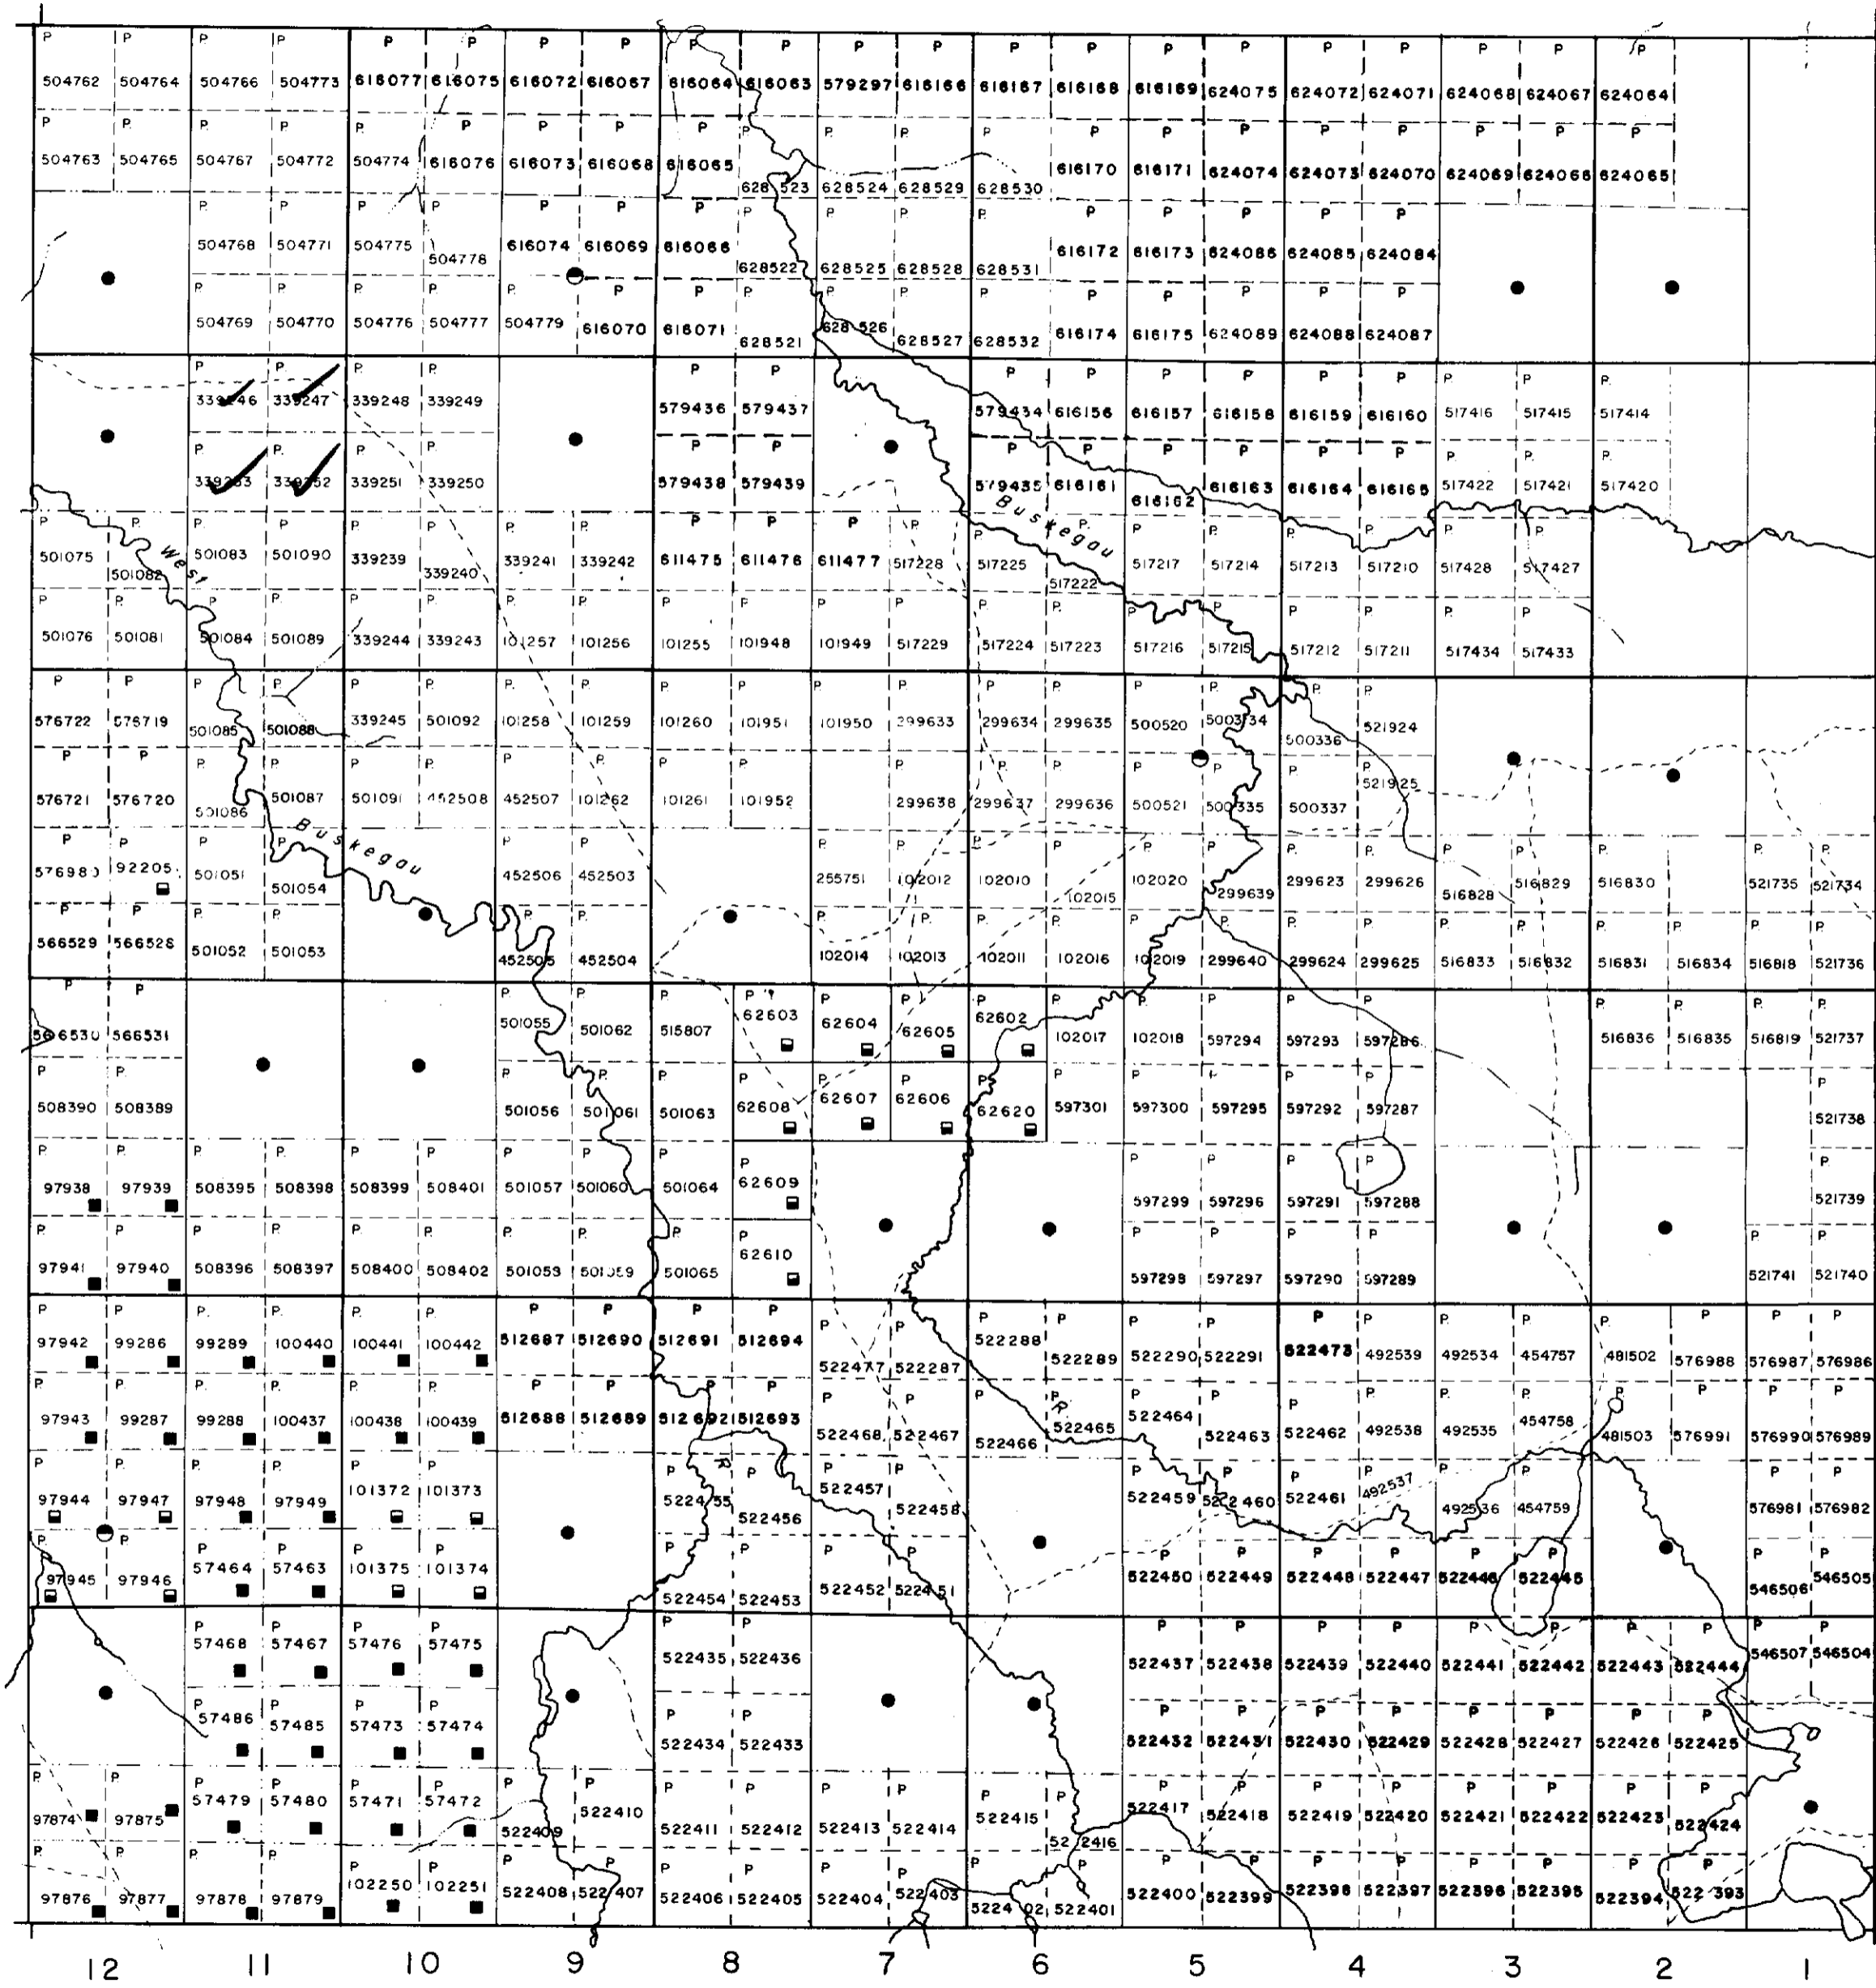 P P P P P P P P P P P P P P P P P P P P P
504762 504764 504766 504773 616077 616075 616072 616067 616064 616063 579297 616166 616167 616168 616169 624075 624072 624071 624068 624067 624064
P P. P. P. P. P P P P P P. P. P. P P P P P P P P
504763 504765 504767 504772 504774 616076 616073 616068 616065 628523 628524 628529 628530 616170 616171 624074 624073 624070 624069 624066 624065
P. P. P. P. P P P P P. P. P. P P P P P
504768 504771 504775 504778 616074 616069 616066 628522 628525 628528 628531 616172 616173 624086 624085 624084
P. P. P. P. P. P P P P P. P P P P P
504769 504770 504776 504777 504779 616070 616071 628521 628526 628527 628532 616174 616175 624089 624088 624087
P P. P. P. P P P P P P P P P. P. P.
339246 339247 339248 339249 579436 579437 579434 616156 616157 616158 616159 616160 517416 517415 517414
P. P. P. P. P P P P P P P P P. P. P.
339253 339252 339251 339250 579438 579439 579435 616161 616162 616163 616164 616165 517422 517421 517420
Buskegau
West
P P. P. P. P. P. P. P. P P P P. P. P. P. P. P. P. P. P.
501075 501082 501083 501090 339239 339240 339241 339242 611475 611476 611477 517228 517225 517222 517217 517214 517213 517210 517428 517427
501076 501081 501084 501089 339244 339243 101257 101256 101255 101948 101949 517229 517224 517223 517216 517215 517212 517211 517434 517433
576722 576719 501085 501088 339245 501092 101258 101259 101260 101951 101950 299633 299634 299635 500520 500334 500336 521924
576721 576720 501086 501087 501091 452508 452507 101262 101261 101952 299638 299637 299636 500521 500335 500337 521925
Buskegau
92205 501051 501054 452506 452503 255751 102012 102010 102015 102020 299639 299623 299626 516828 516829 516830 521735 521734
566529 566528 501052 501053 452505 452504 102014 102013 102011 102016 102019 299640 299624 299625 516833 516832 516831 516834 516818 521736
566530 566531 501055 501062 515807 62603 62604 62605 62602 102017 102018 597294 597293 597286 516836 516835 516819 521737
508390 508389 501056 501061 501063 62608 62607 62606 62620 597301 597300 597295 597292 597287 521738
97938 97939 508395 508398 508399 508401 501057 501060 501064 62609 597299 597296 597291 597288 521739
97941 97940 508396 508397 508400 508402 501053 501059 501065 62610 597298 597297 597290 597289 521741 521740
97942 99286 99289 100440 100441 100442 512687 512690 512691 512694 522477 522287 522288 522289 522290 522291 522473 492539 492534 454757 481502 576988 576987 576986
97943 99287 99288 100437 100438 100439 512688 512689 512692 512693 522468 522467 522466 522465 522464 522463 522462 492538 492535 454758 481503 576991 576990 576989
R.
R
97944 97947 97948 97949 101372 101373 522455 522456 522457 522458 522459 522460 522461 492537 492536 454759 576981 576982
97945 97946 57464 57463 101375 101374 522454 522453 522452 522451 522450 522449 522448 522447 522446 522445 546506 546505
57468 57467 57476 57475 522435 522436 522437 522438 522439 522440 522441 522442 522443 522444 546507 546504
57486 57485 57473 57474 522434 522433 522432 522431 522430 522429 522428 522427 522426 522425
97874 97875 57479 57480 57471 57472 522409 522410 522411 522412 522413 522414 522415 522416 522417 522418 522419 522420 522421 522422 522423 522424
97876 97877 97878 97879 102250 102251 522408 522407 522406 522405 522404 522403 522402 522401 522400 522399 522398 522397 522396 522395 522394 522393
12 11 10 9 8 7 6 5 4 3 2 1